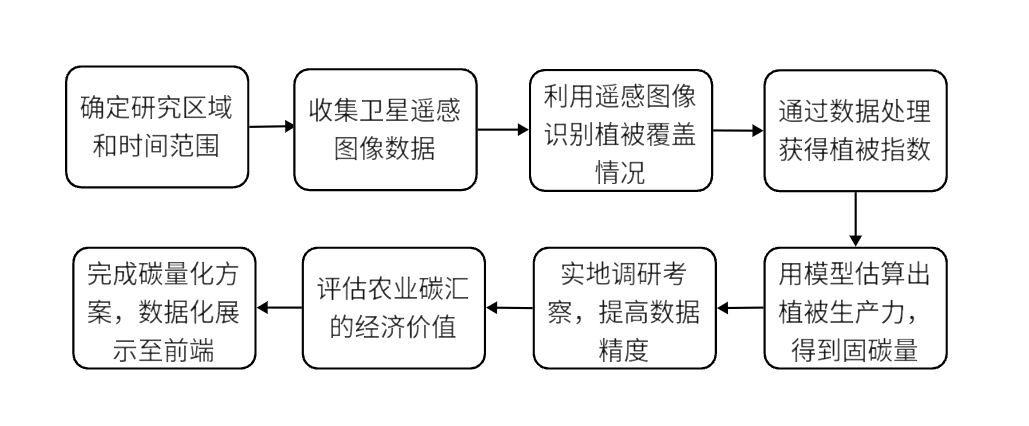 确定研究区域
和时间范围
收集卫星遥感
图像数据
利用遥感图像
识别植被覆盖
情况
通过数据处理
获得植被指数
用模型估算出
植被生产力，
得到固碳量
实地调研考
察，提高数据
精度
评估农业碳汇
的经济价值
完成碳量化方
案，数据化展
示至前端